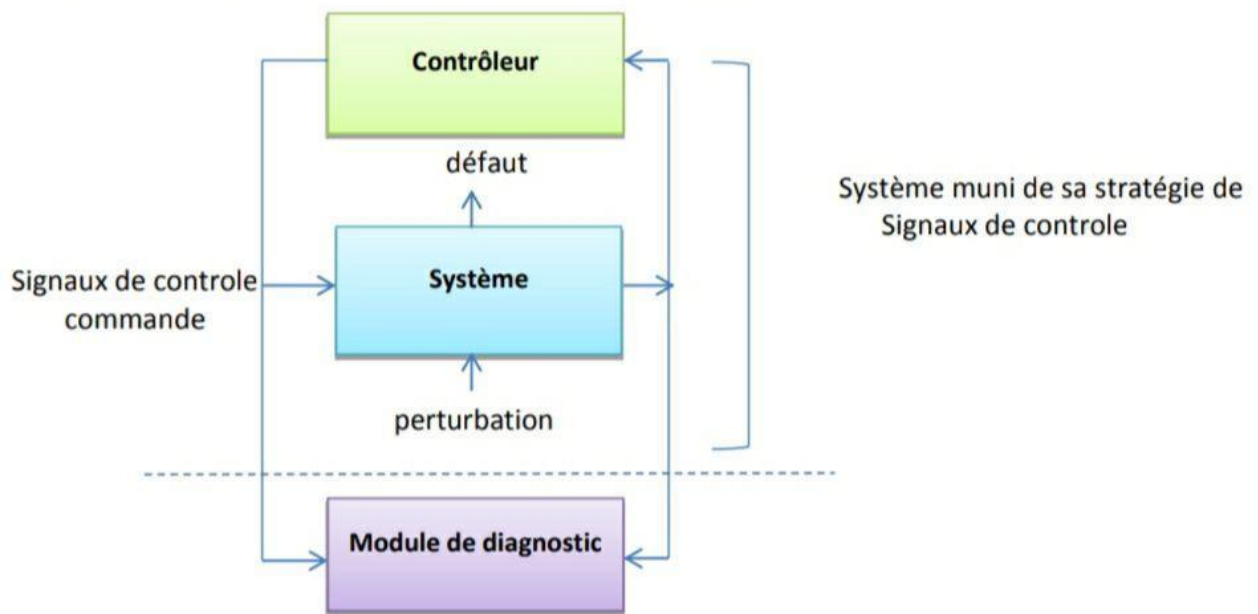 Contrôleur
défaut
Système muni de sa stratégie de
Signaux de controle
Signaux de controle
commande
Système
perturbation
Module de diagnostic